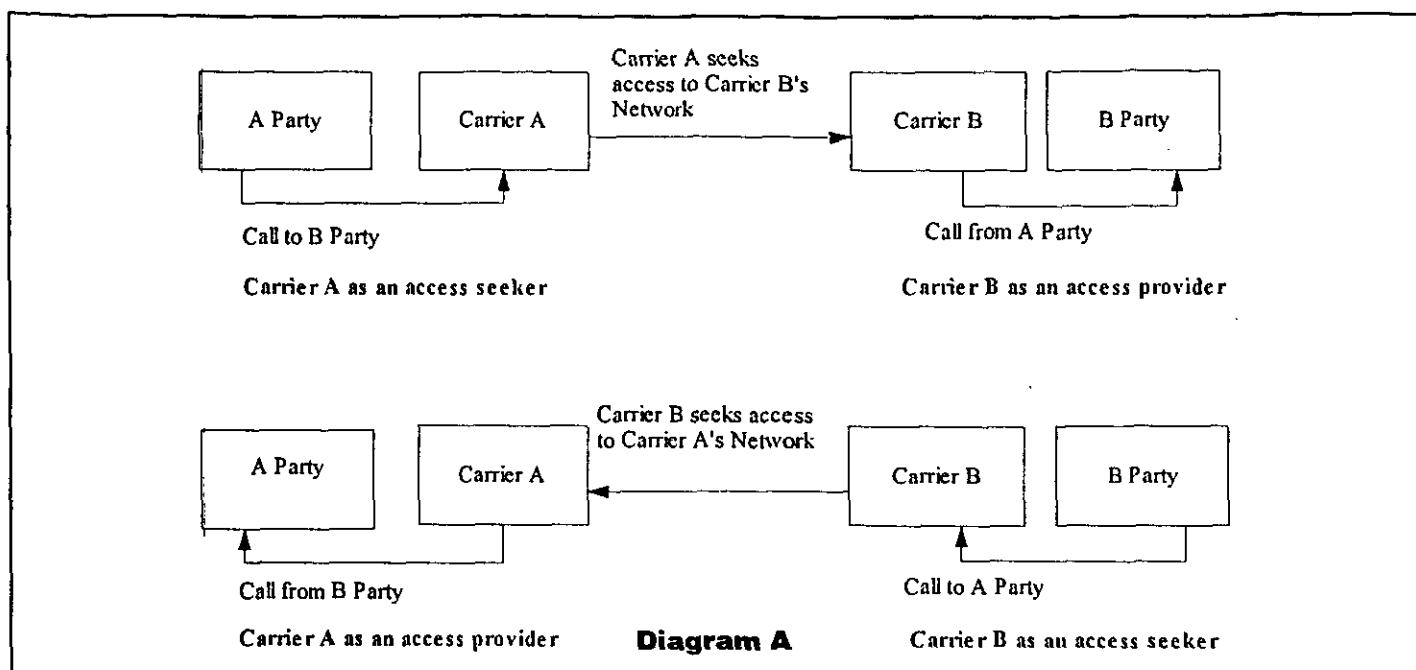 Carrier A seeks
access to Carrier B's
Network
A Party
Carrier A
Carrier B
B Party
Call to B Party
Call from A Party
Carrier A as an access seeker
Carrier B as an access provider
Carrier B seeks access
to Carrier A's Network
A Party
Carrier A
Carrier B
B Party
Call from B Party
Call to A Party
Carrier A as an access provider
Diagram A
Carrier B as an access seeker